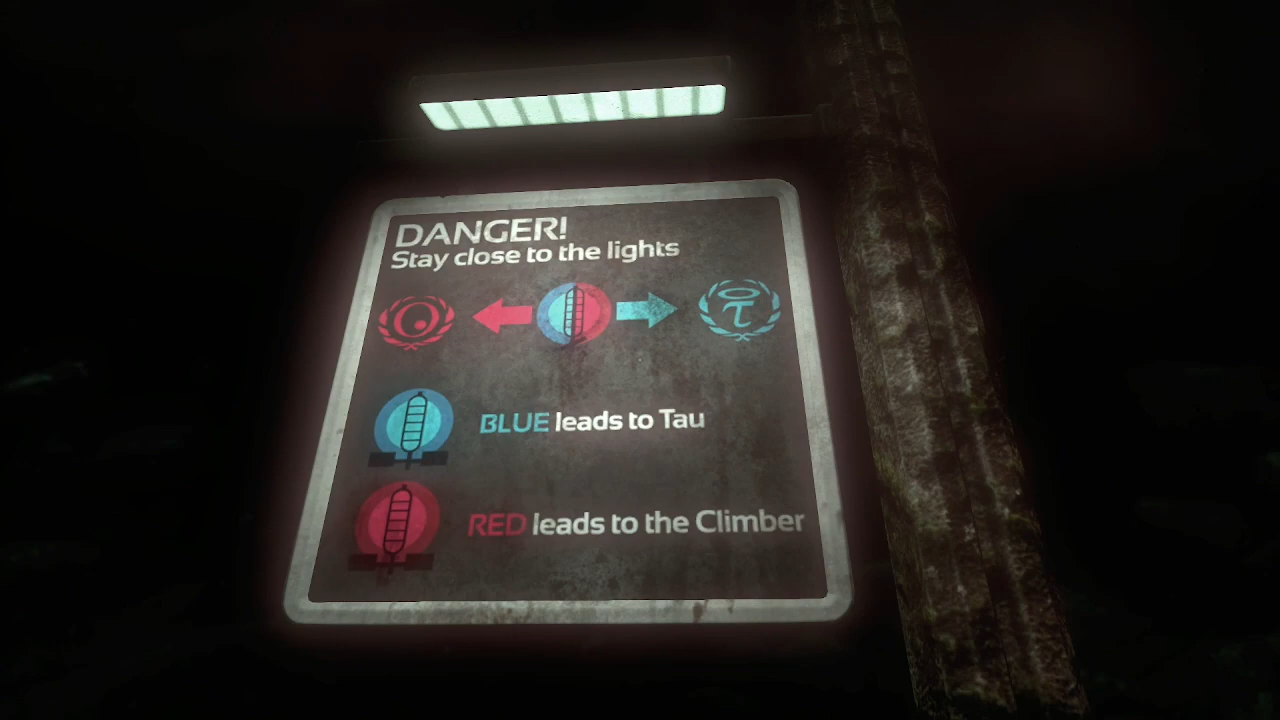 DANGER!
Stay close to the lights
τ
BLUE leads to Tau
RED leads to the Climber